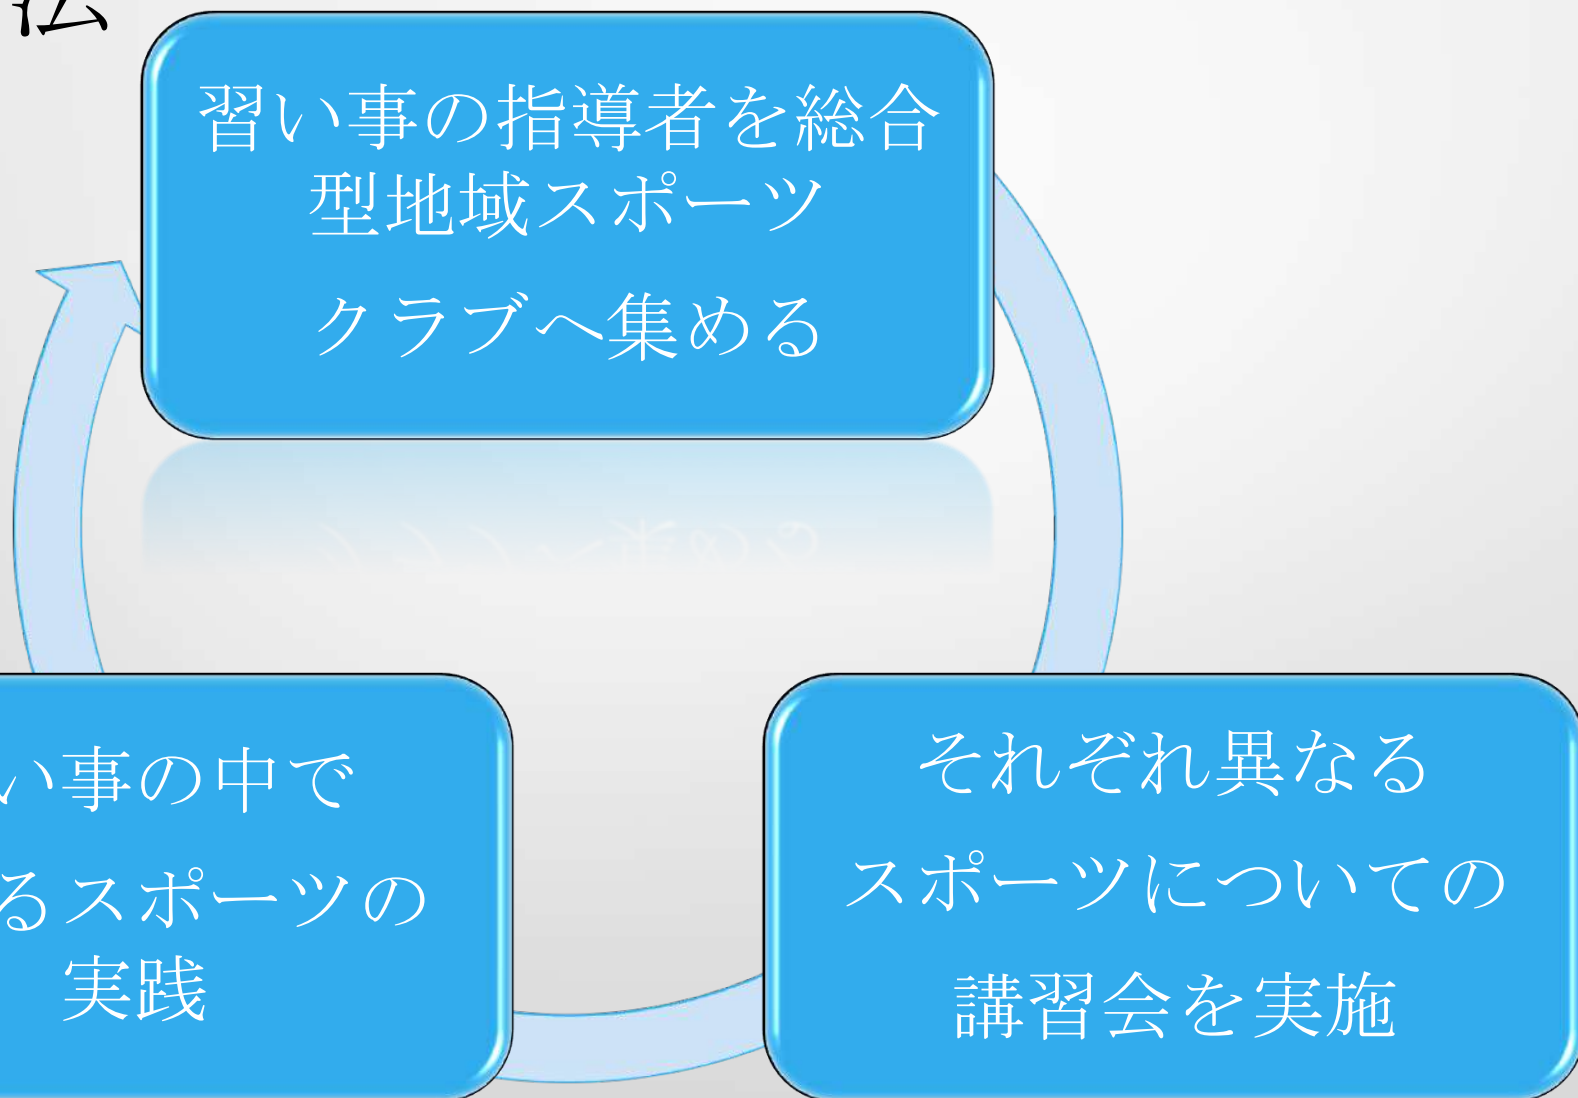 法
習い事の指導者を総合
型地域スポーツ
クラブへ集める
い事の中で
るスポーツの
実践
それぞれ異なる
スポーツについての
講習会を実施